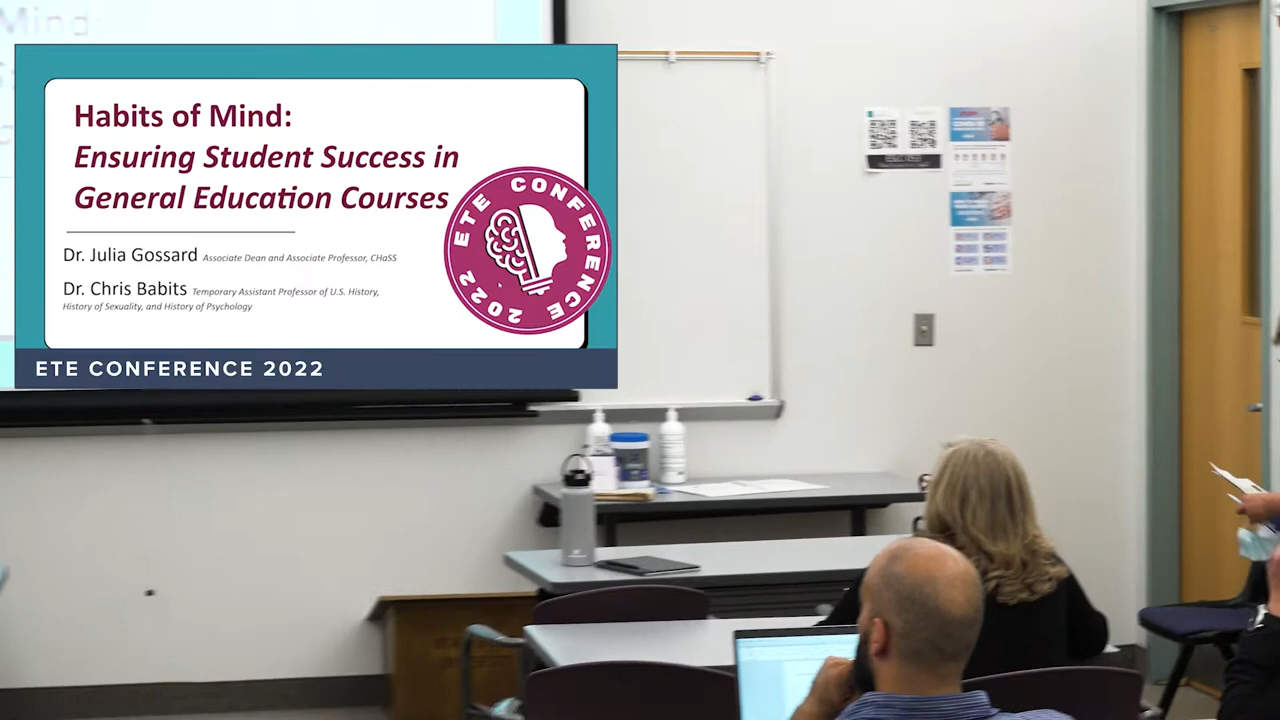 Mind:
Habits of Mind:
Ensuring Student Success in
General Education Courses
Dr. Julia Gossard Associate Dean and Associate Professor, CHaSS
Dr. Chris Babits Temporary Assistant Professor of U.S. History,
History of Sexuality, and History of Psychology
2022 ETE CONFERENCE
ETE CONFERENCE 2022